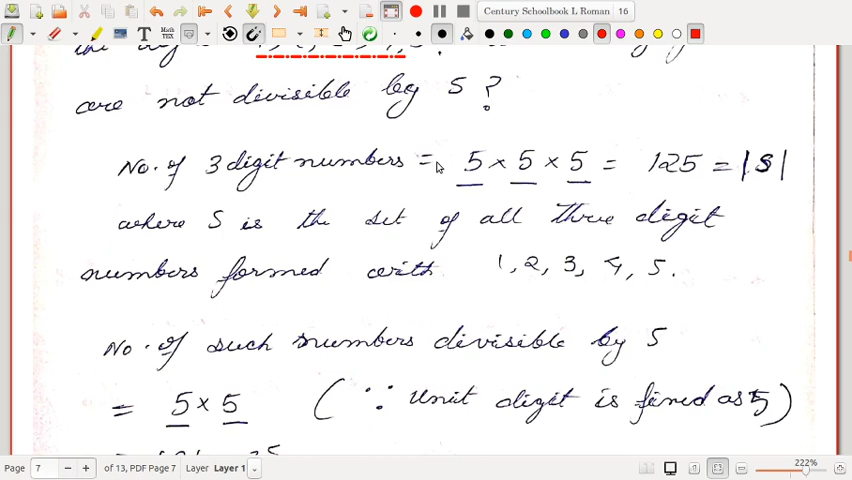 Century Schoolbook L Roman 16
T Math TEX
are not divisible by 5 ?
No. of 3 digit numbers = 5 × 5 × 5 = 125 = |S|
where S is the set of all three digit
numbers formed with 1, 2, 3, 4, 5.
No. of such numbers divisible by 5
= 5 × 5 ( ∵ Unit digit is fixed as 5 )
Page 7 of 13, PDF Page 7 Layer Layer 1 222%